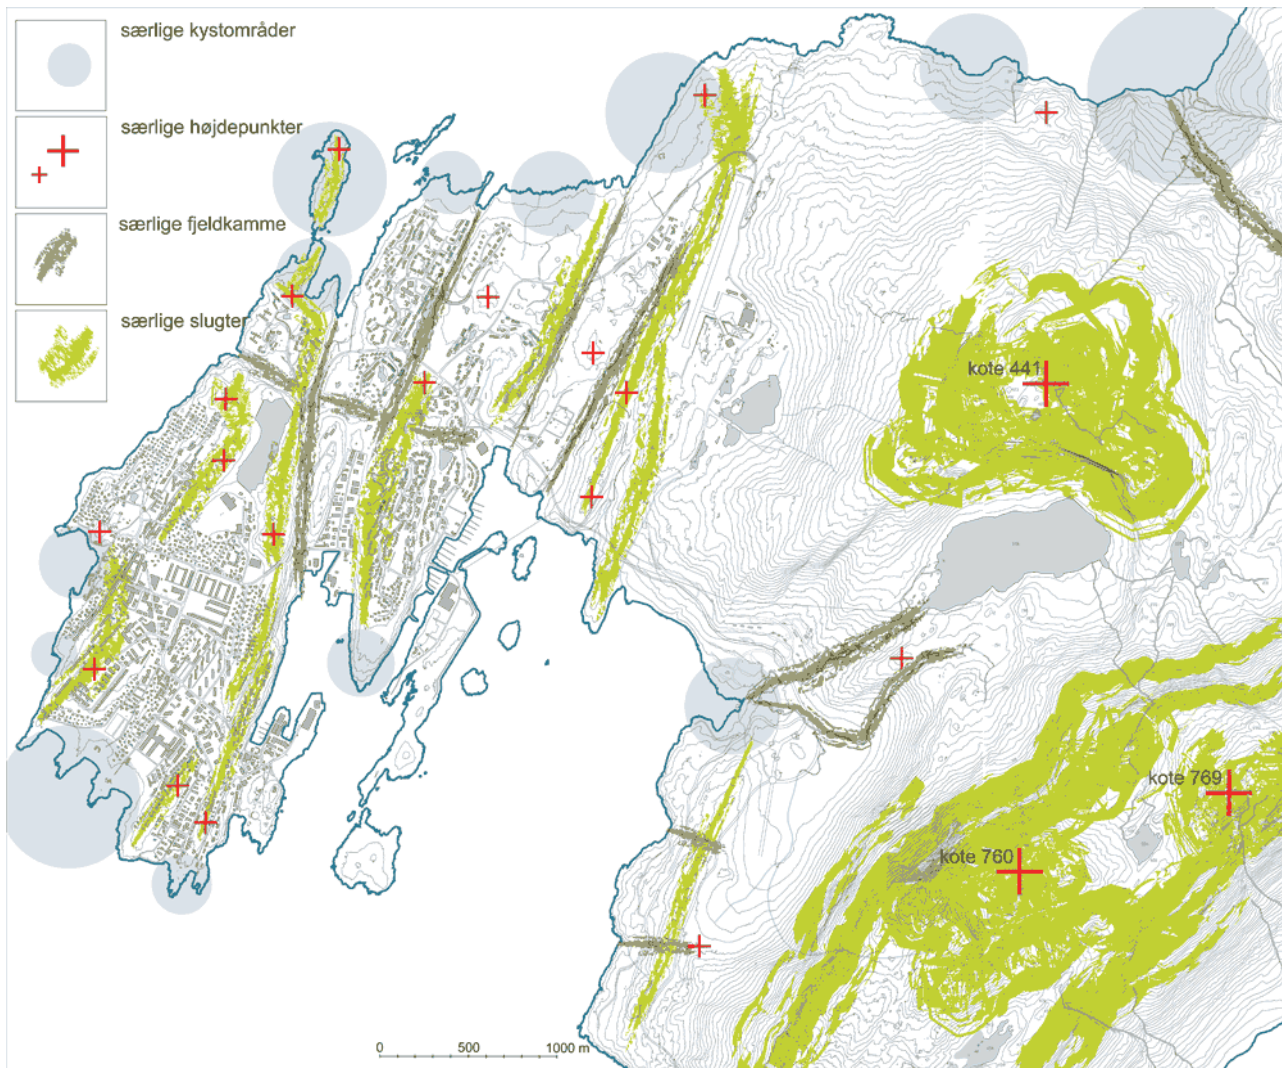 særlige kystområder
særlige højdepunkter
særlige fjeldkamme
særlige slugter
kote 441
kote 769
kote 760
0 500 1000 m